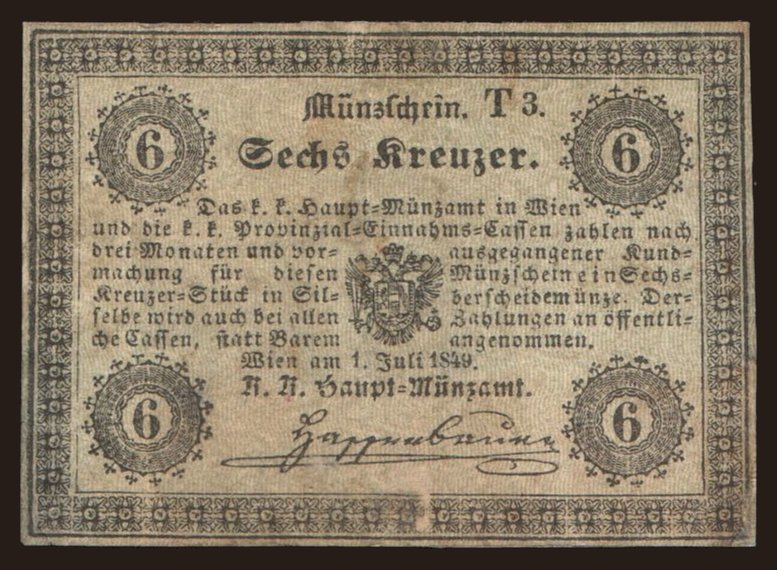 Münzschein. T 3.
6 Sechs Kreuzer. 6
Das k. k. Haupt=Münzamt in Wien
und die k. k. Provinzial=Einnahms=Cassen zahlen nach
drei Monaten und vor= ausgegangener Kund=
machung für diesen Münzschein ein Sechs=
Kreuzer=Stück in Sil= berscheidemünze. Der=
selbe wird auch bei allen Zahlungen an öffentli=
che Cassen, statt Barem angenommen.
Wien am 1. Juli 1849.
K. K. Haupt=Münzamt.
6 Hassenbauer 6